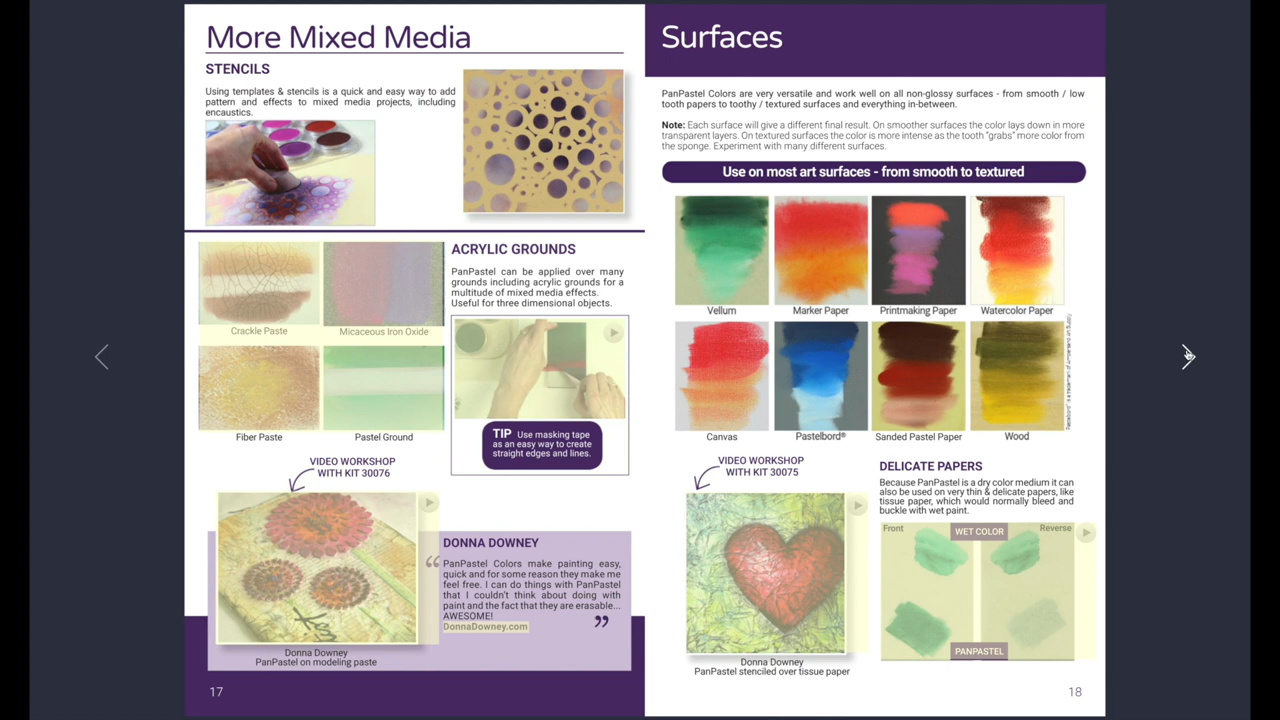 More Mixed Media
STENCILS
Using templates & stencils is a quick and easy way to add
pattern and effects to mixed media projects, including
encaustics.
Crackle Paste
Micaceous Iron Oxide
Fiber Paste
Pastel Ground
ACRYLIC GROUNDS
PanPastel can be applied over many
grounds including acrylic grounds for a
multitude of mixed media effects.
Useful for three dimensional objects.
TIP Use masking tape
as an easy way to create
straight edges and lines.
VIDEO WORKSHOP
WITH KIT 30076
DONNA DOWNEY
“ PanPastel Colors make painting easy,
quick and for some reason they make me
feel free. I can do things with PanPastel
that I couldn't think about doing with
paint and the fact that they are erasable...
AWESOME! ”
DonnaDowney.com
Donna Downey
PanPastel on modeling paste
17
Surfaces
PanPastel Colors are very versatile and work well on all non-glossy surfaces - from smooth / low
tooth papers to toothy / textured surfaces and everything in-between.
Note: Each surface will give a different final result. On smoother surfaces the color lays down in more
transparent layers. On textured surfaces the color is more intense as the tooth "grabs" more color from
the sponge. Experiment with many different surfaces.
Use on most art surfaces - from smooth to textured
Vellum
Marker Paper
Printmaking Paper
Watercolor Paper
Canvas
Pastelbord®
Sanded Pastel Paper
Wood
Pastelbord™ is a trademark of Ampersand Art Supply
VIDEO WORKSHOP
WITH KIT 30075
Donna Downey
PanPastel stenciled over tissue paper
DELICATE PAPERS
Because PanPastel is a dry color medium it can
also be used on very thin & delicate papers, like
tissue paper, which would normally bleed and
buckle with wet paint.
Front
WET COLOR
Reverse
PANPASTEL
18